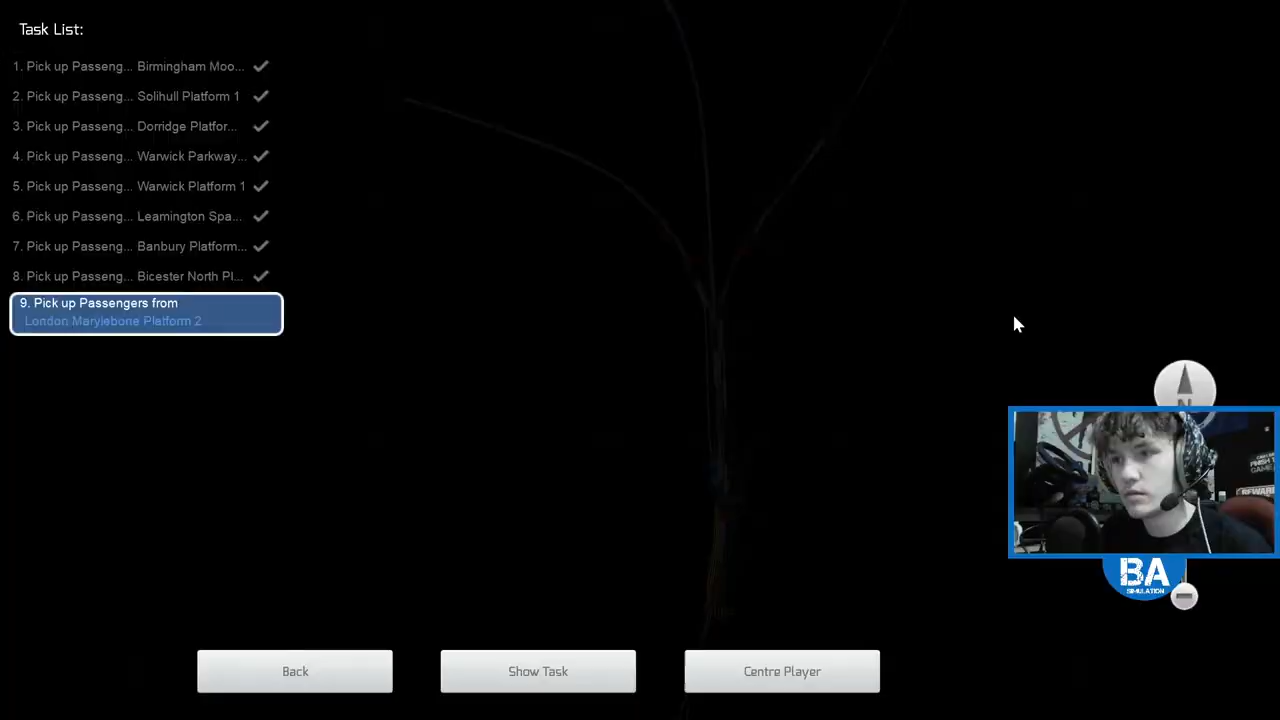 Task List:
1. Pick up Passeng... Birmingham Moo...
2. Pick up Passeng... Solihull Platform 1
3. Pick up Passeng... Dorridge Platfor...
4. Pick up Passeng... Warwick Parkway...
5. Pick up Passeng... Warwick Platform 1
6. Pick up Passeng... Leamington Spa...
7. Pick up Passeng... Banbury Platform...
8. Pick up Passeng... Bicester North Pl...
9. Pick up Passengers from
London Marylebone Platform 2
N
BEWARE
BA
SIMULATION
Back
Show Task
Centre Player